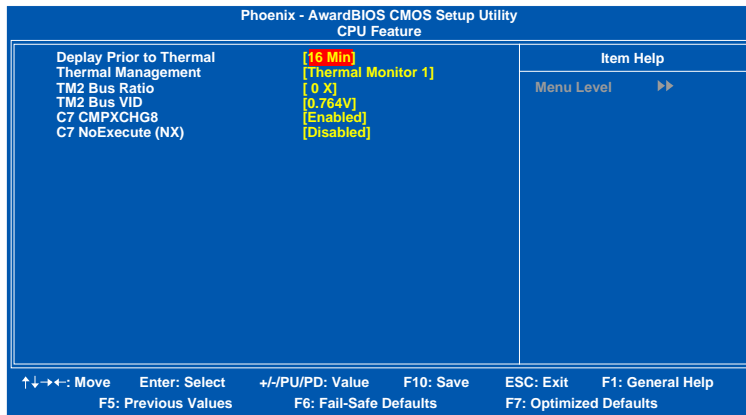 Phoenix - AwardBIOS CMOS Setup Utility
CPU Feature
Deplay Prior to Thermal [16 Min]
Thermal Management [Thermal Monitor 1]
TM2 Bus Ratio [ 0 X]
TM2 Bus VID [0.764V]
C7 CMPXCHG8 [Enabled]
C7 NoExecute (NX) [Disabled]
Item Help
Menu Level ▶▶
↑↓→←: Move Enter: Select +/-/PU/PD: Value F10: Save ESC: Exit F1: General Help
F5: Previous Values F6: Fail-Safe Defaults F7: Optimized Defaults